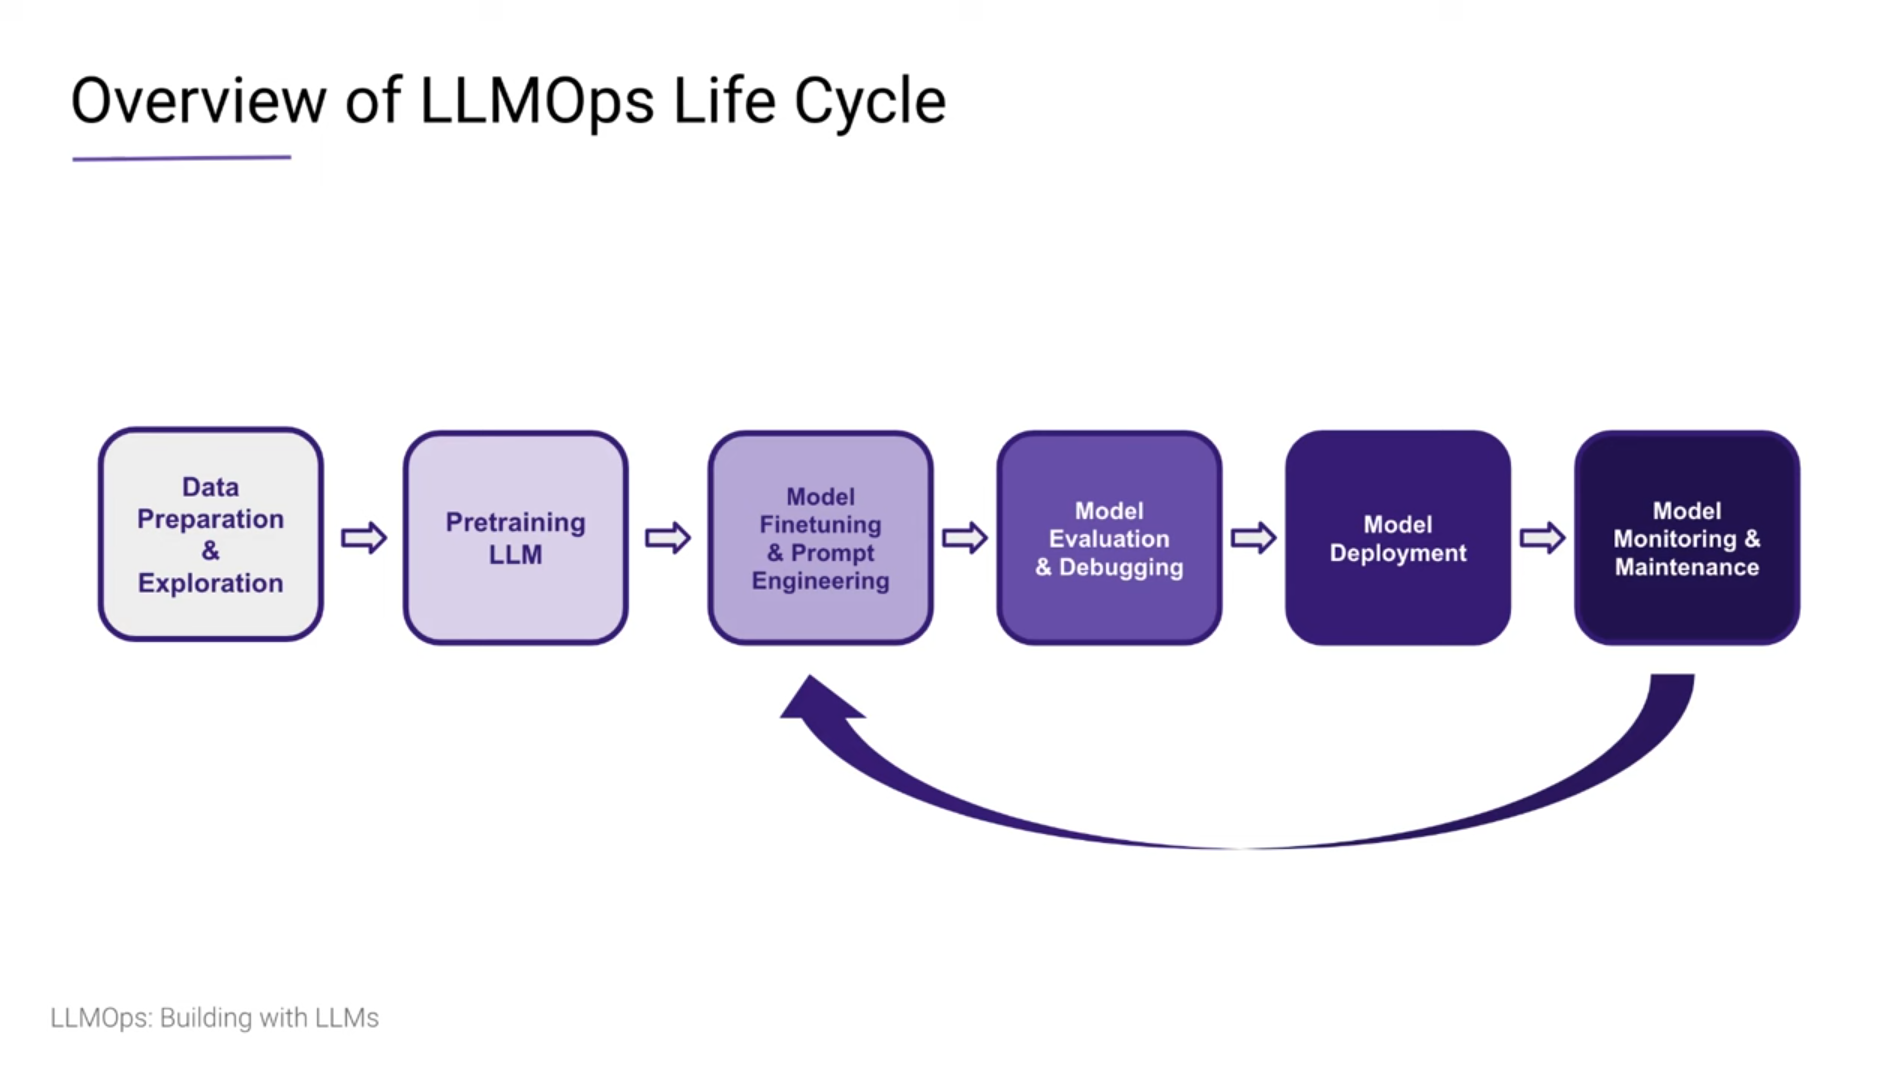 Overview of LLMOps Life Cycle
Data
Preparation
&
Exploration
Pretraining
LLM
Model
Finetuning
& Prompt
Engineering
Model
Evaluation
& Debugging
Model
Deployment
Model
Monitoring &
Maintenance
LLMOps: Building with LLMs